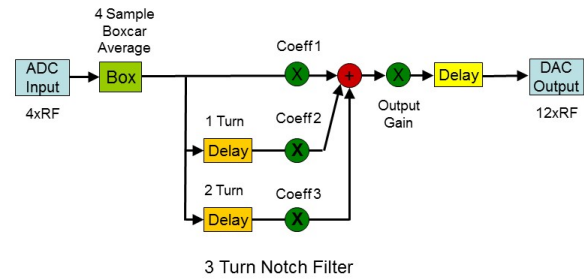 4 Sample
Boxcar
Average
ADC
Input
4xRF
Box
Coeff1
X
+
X
Output
Gain
Delay
DAC
Output
12xRF
1 Turn
Delay
Coeff2
X
2 Turn
Delay
Coeff3
X
3 Turn Notch Filter